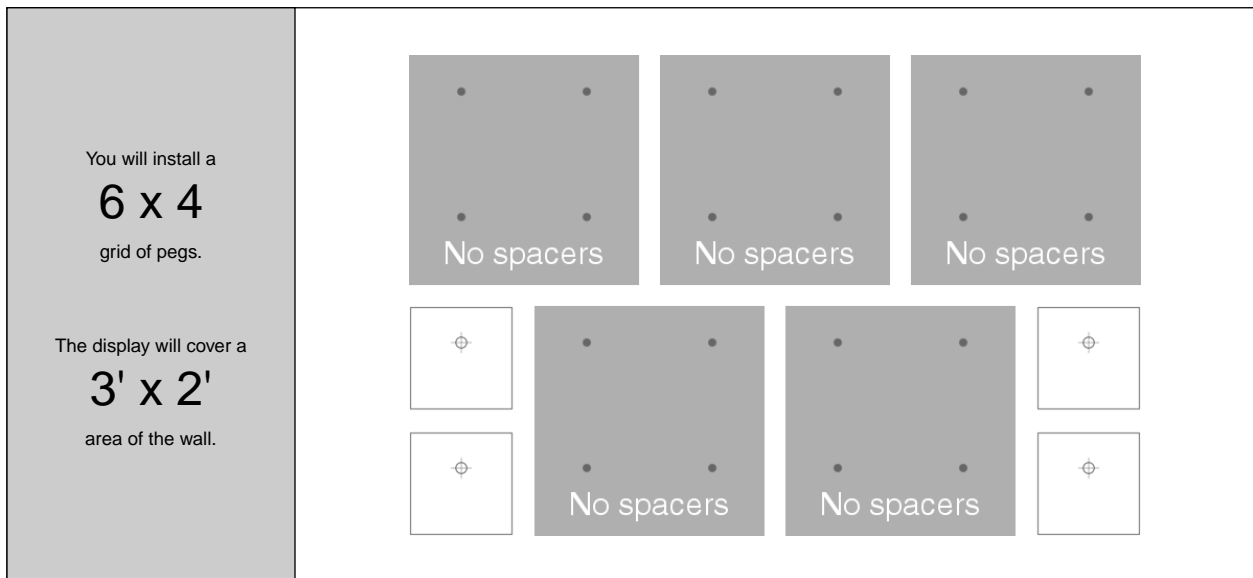 You will install a
6 x 4
grid of pegs.
The display will cover a
3' x 2'
area of the wall.
No spacers
No spacers
No spacers
No spacers
No spacers